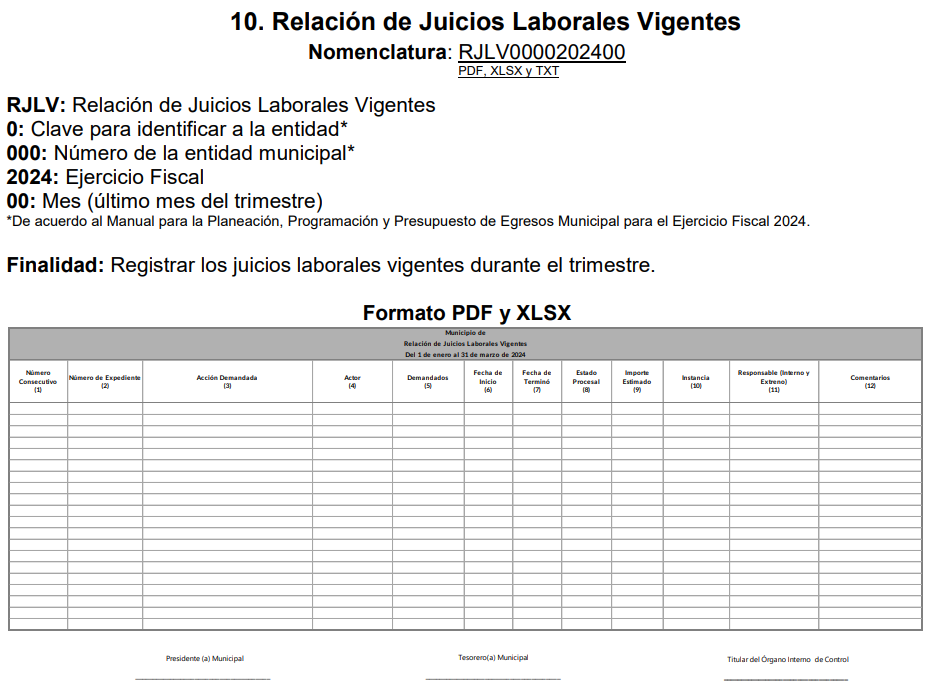 10. Relación de Juicios Laborales Vigentes
Nomenclatura: RJLV0000202400
PDF, XLSX y TXT
RJLV: Relación de Juicios Laborales Vigentes
0: Clave para identificar a la entidad*
000: Número de la entidad municipal*
2024: Ejercicio Fiscal
00: Mes (último mes del trimestre)
*De acuerdo al Manual para la Planeación, Programación y Presupuesto de Egresos Municipal para el Ejercicio Fiscal 2024.
Finalidad: Registrar los juicios laborales vigentes durante el trimestre.
Formato PDF y XLSX
Municipio de
Relación de Juicios Laborales Vigentes
Del 1 de enero al 31 de marzo de 2024
Número Consecutivo (1)
Número de Expediente (2)
Acción Demandada (3)
Actor (4)
Demandados (5)
Fecha de Inicio (6)
Fecha de Terminó (7)
Estado Procesal (8)
Importe Estimado (9)
Instancia (10)
Responsable (Interno y Extreno) (11)
Comentarios (12)
Presidente (a) Municipal
Tesorero(a) Municipal
Titular del Órgano Interno de Control